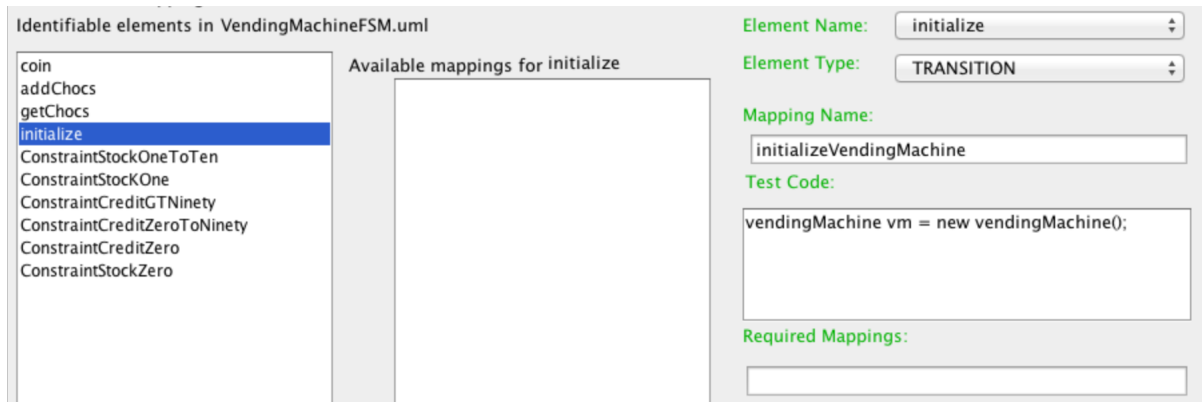 Identifiable elements in VendingMachineFSM.uml
coin
addChocs
getChocs
initialize
ConstraintStockOneToTen
ConstraintStocKOne
ConstraintCreditGTNinety
ConstraintCreditZeroToNinety
ConstraintCreditZero
ConstraintStockZero
Available mappings for initialize
Element Name: initialize
Element Type: TRANSITION
Mapping Name:
initializeVendingMachine
Test Code:
vendingMachine vm = new vendingMachine();
Required Mappings: